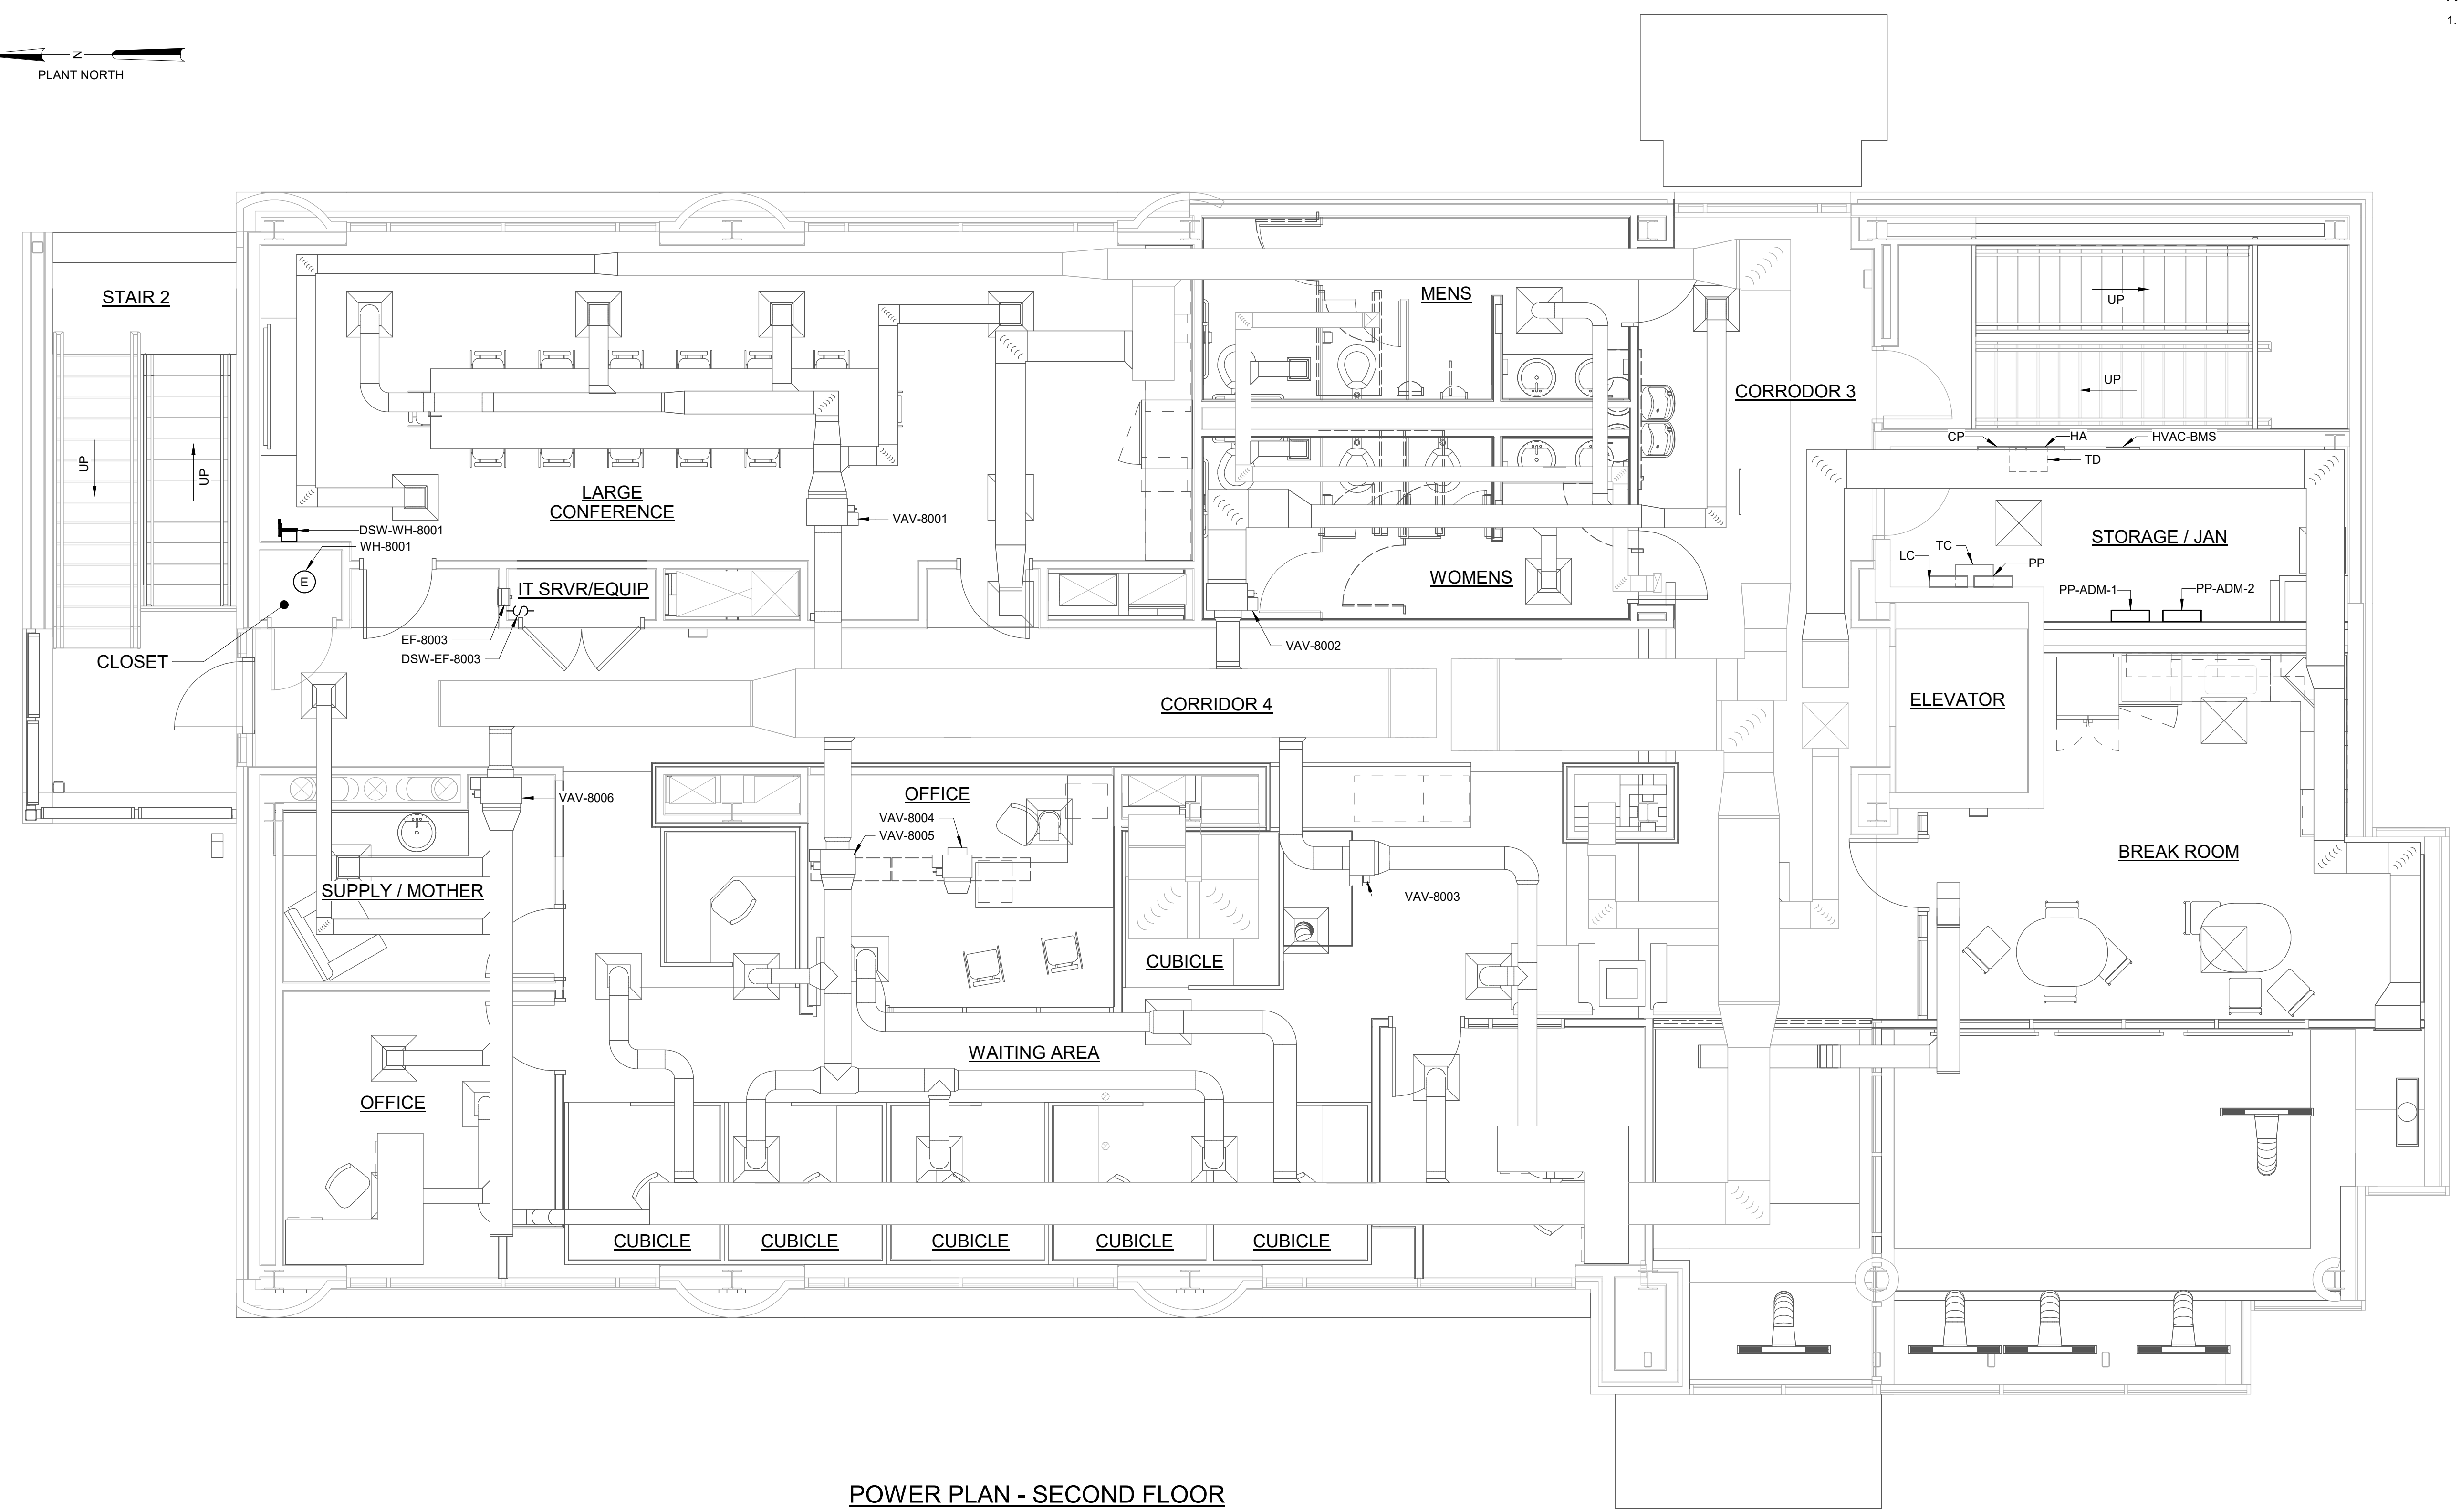 1.
N
PLANT NORTH
STAIR 2
UP
UP
MENS
CORRODOR 3
UP
UP
CP
HA
HVAC-BMS
TD
LARGE
CONFERENCE
DSW-WH-8001
WH-8001
E
VAV-8001
STORAGE / JAN
LC
TC
PP
PP-ADM-1
PP-ADM-2
IT SRVR/EQUIP
S
WOMENS
EF-8003
DSW-EF-8003
VAV-8002
CLOSET
CORRIDOR 4
ELEVATOR
VAV-8006
OFFICE
VAV-8004
VAV-8005
BREAK ROOM
SUPPLY / MOTHER
VAV-8003
CUBICLE
WAITING AREA
OFFICE
CUBICLE
CUBICLE
CUBICLE
CUBICLE
CUBICLE
POWER PLAN - SECOND FLOOR